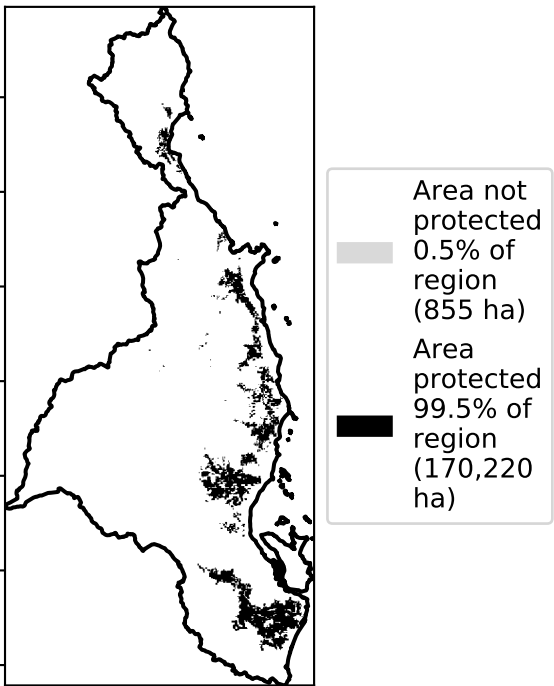 Area not
protected
0.5% of
region
(855 ha)
Area
protected
99.5% of
region
(170,220
ha)